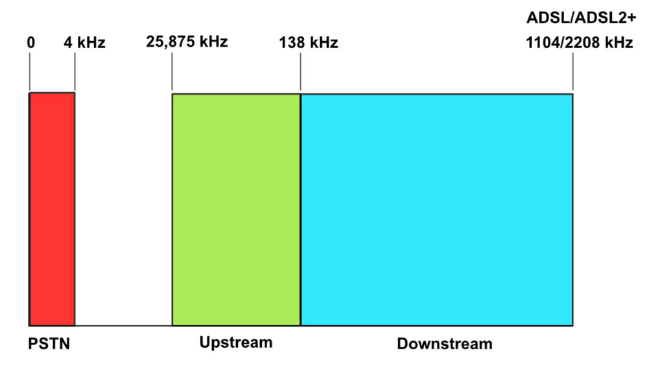 ADSL/ADSL2+
0 4 kHz 25,875 kHz 138 kHz 1104/2208 kHz
PSTN Upstream Downstream